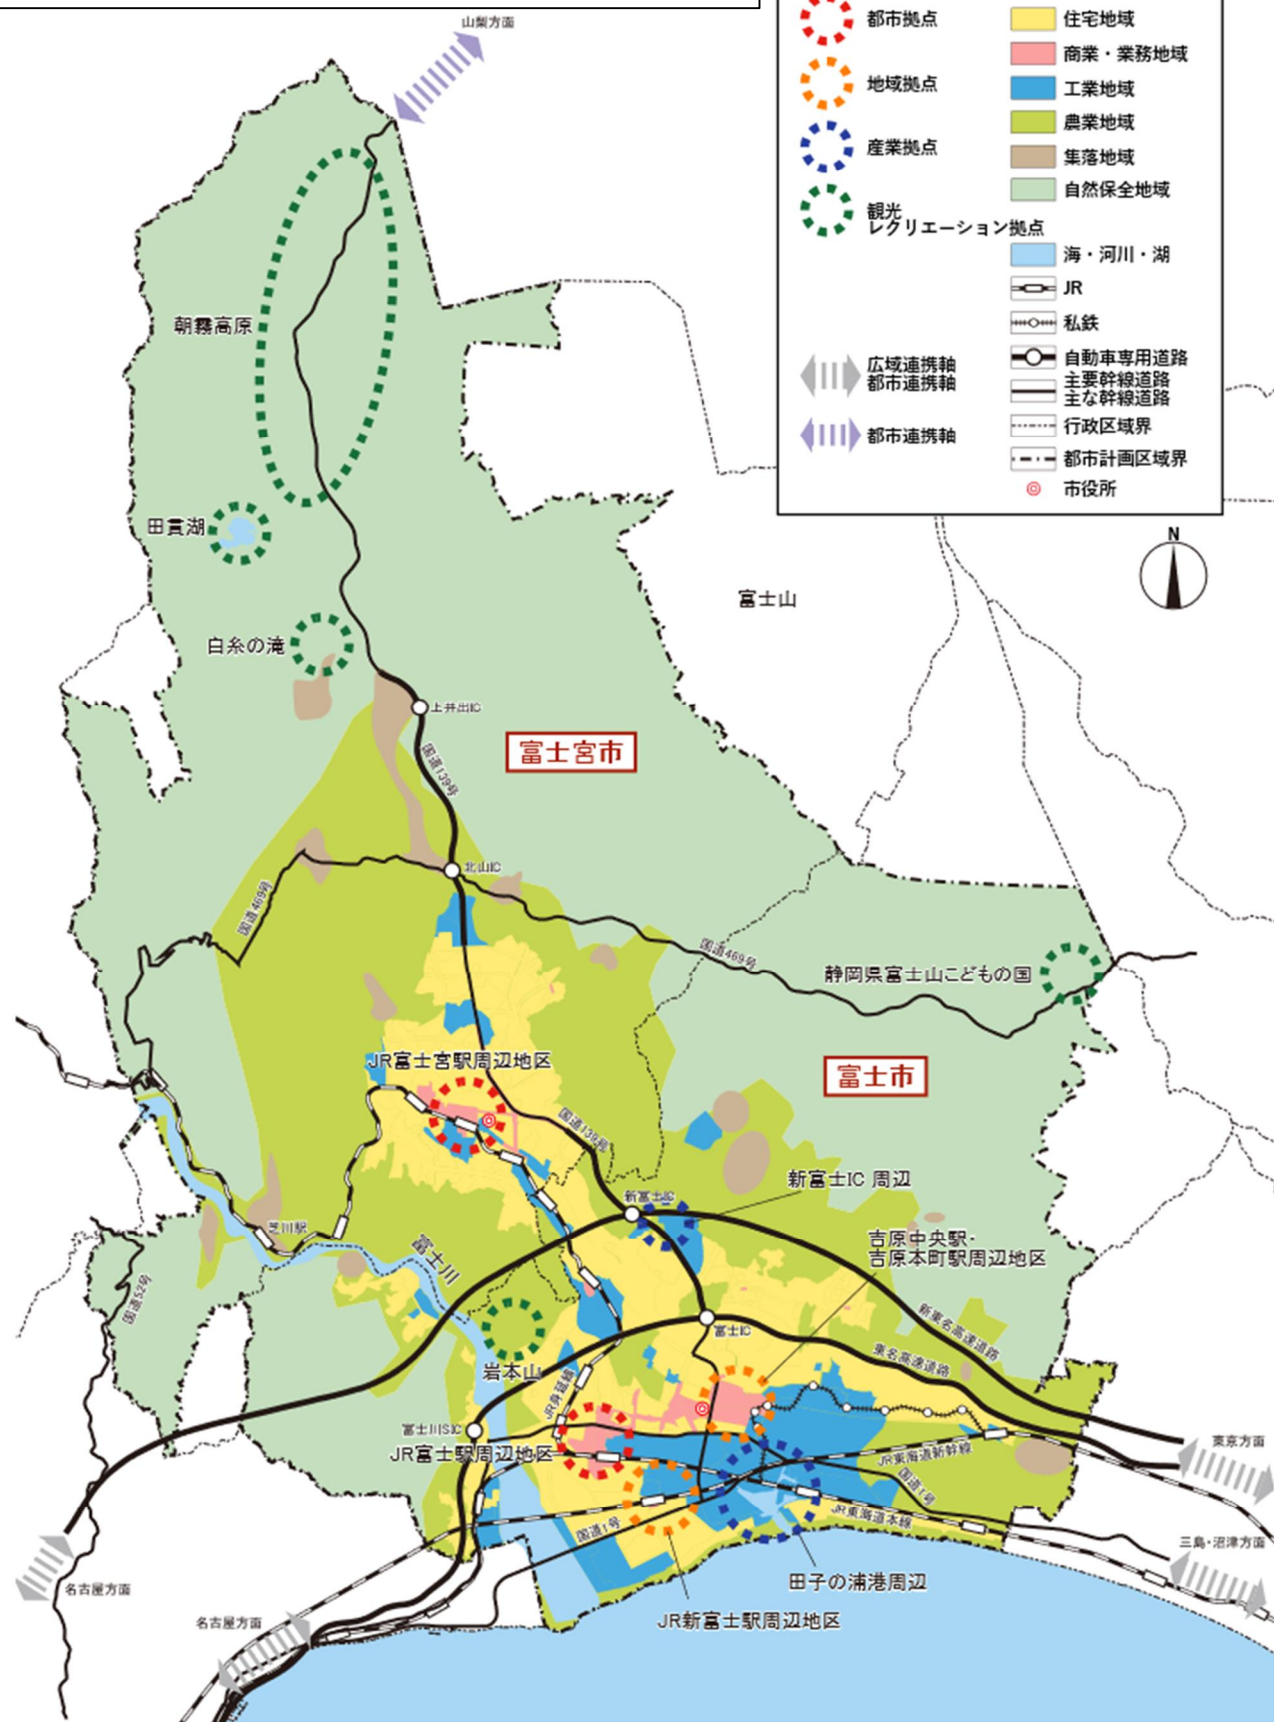 山梨方面
都市拠点
地域拠点
産業拠点
観光
レクリエーション拠点
広域連携軸
都市連携軸
都市連携軸
住宅地域
商業・業務地域
工業地域
農業地域
集落地域
自然保全地域
海・河川・湖
JR
私鉄
自動車専用道路
主要幹線道路
主な幹線道路
行政区域界
都市計画区域界
市役所
N
朝霧高原
田貫湖
富士山
白糸の滝
上井出IC
富士宮市
国道139号
北山IC
国道469号
国道469号
静岡県富士山こどもの国
JR富士宮駅周辺地区
富士市
国道139号
新富士IC 周辺
新富士IC
芝川駅
富士川
吉原中央駅・
吉原本町駅周辺地区
国道52号
新東名高速道路
富士IC
東名高速道路
岩本山
JR身延線
富士川SIC
JR富士駅周辺地区
JR東海道新幹線
東京方面
国道1号
国道1号
JR東海道本線
三島・沼津方面
名古屋方面
田子の浦港周辺
名古屋方面
JR新富士駅周辺地区